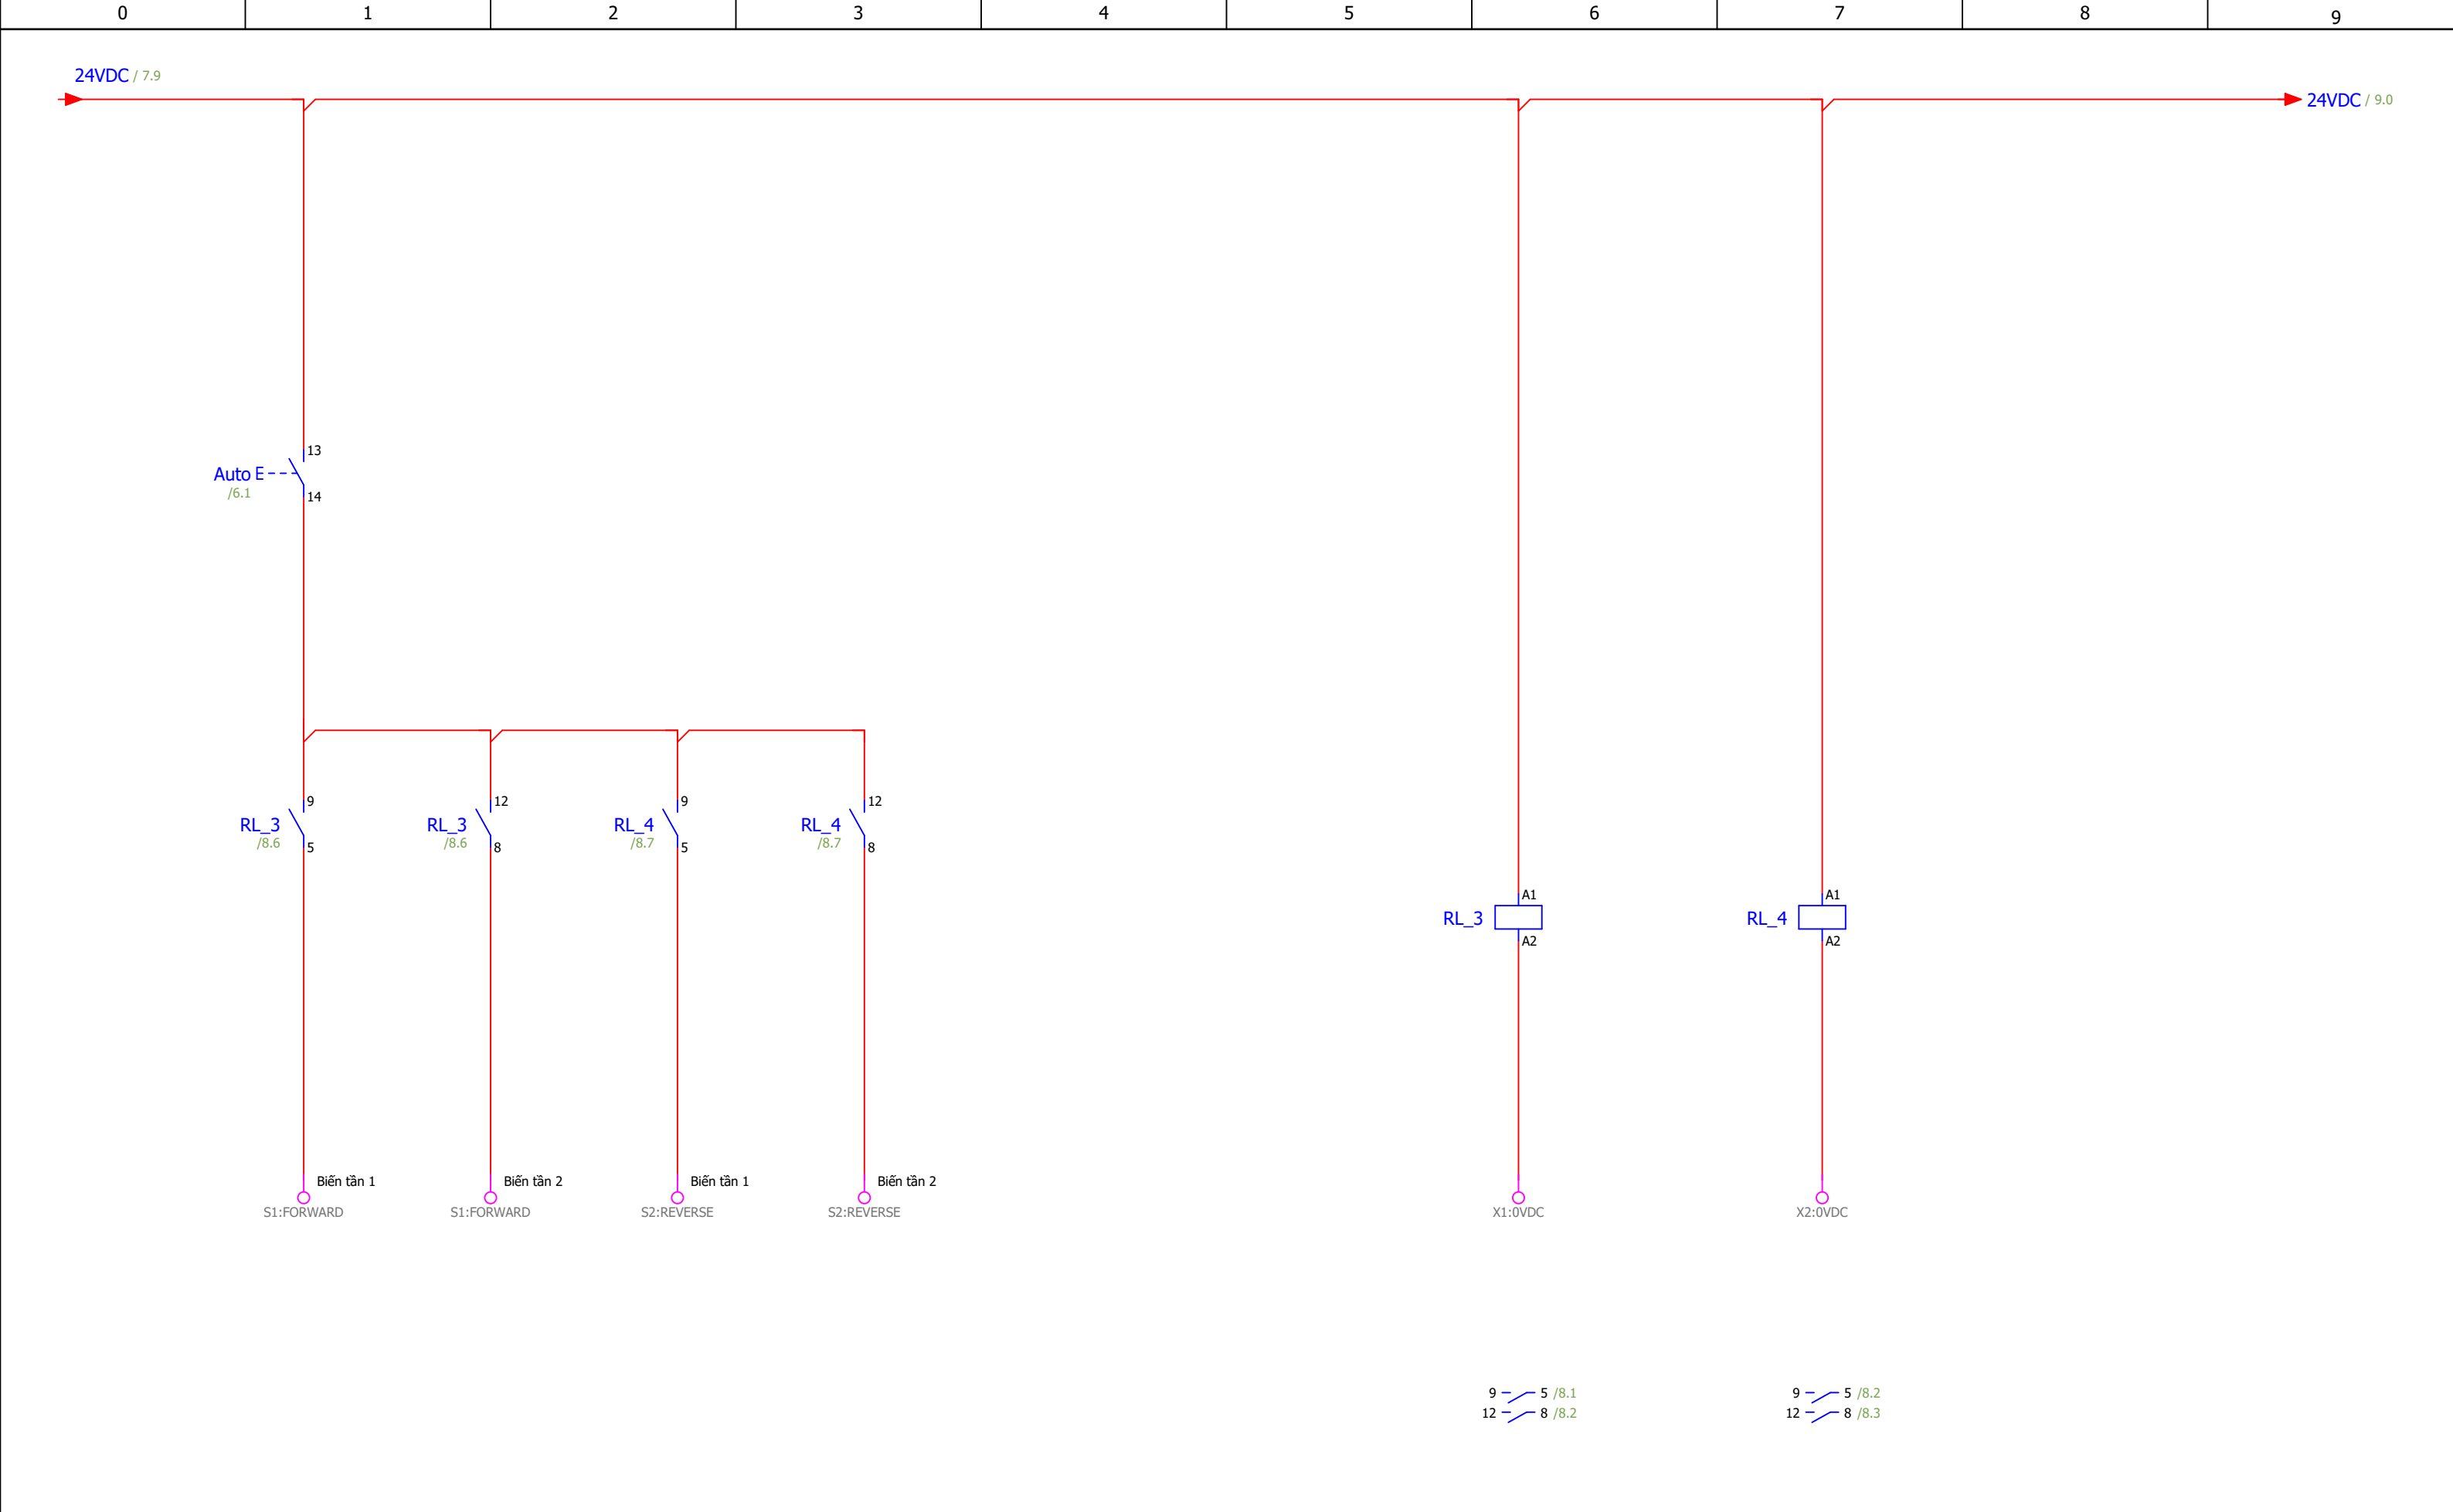 0 1 2 3 4 5 6 7 8 9
24VDC / 7.9
24VDC / 9.0
13
Auto E
/6.1
14
9 12 9 12
RL_3 RL_3 RL_4 RL_4
/8.6 /8.6 /8.7 /8.7
5 8 5 8
A1 A1
RL_3 RL_4
A2 A2
Biến tần 1 Biến tần 2 Biến tần 1 Biến tần 2
S1:FORWARD S1:FORWARD S2:REVERSE S2:REVERSE X1:0VDC X2:0VDC
9 5 /8.1 9 5 /8.2
12 8 /8.2 12 8 /8.3